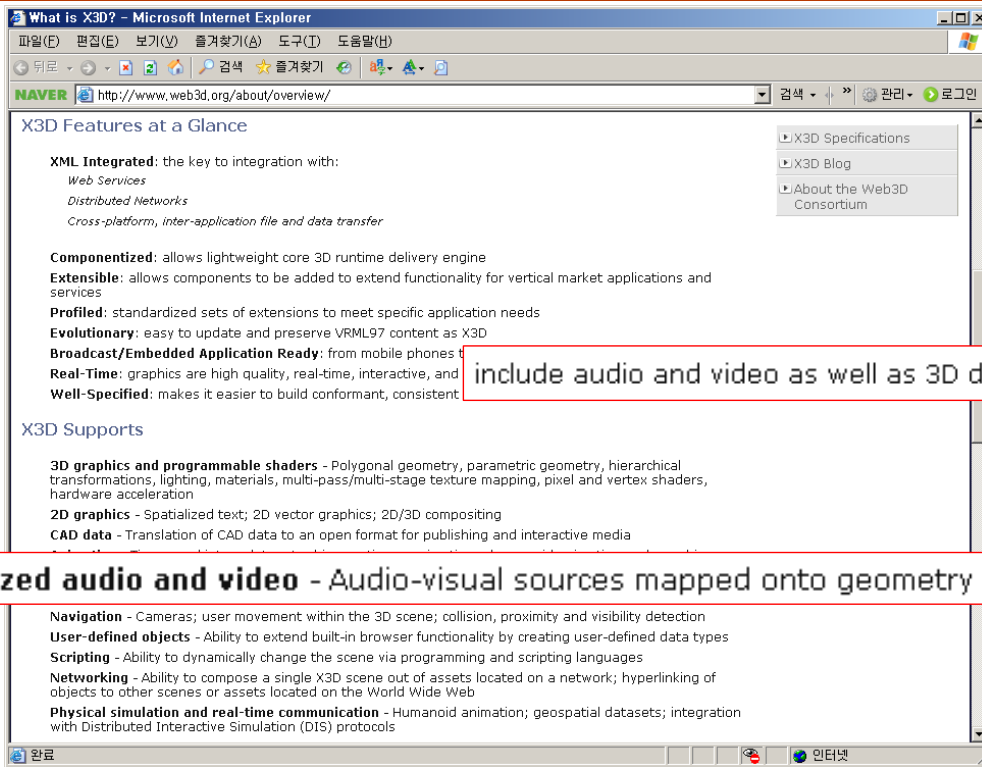 What is X3D? - Microsoft Internet Explorer
파일(F) 편집(E) 보기(V) 즐겨찾기(A) 도구(T) 도움말(H)
뒤로 검색 즐겨찾기
NAVER http://www.web3d.org/about/overview/ 검색 » 관리 로그인
X3D Features at a Glance
X3D Specifications
X3D Blog
About the Web3D
Consortium
XML Integrated: the key to integration with:
Web Services
Distributed Networks
Cross-platform, inter-application file and data transfer
Componentized: allows lightweight core 3D runtime delivery engine
Extensible: allows components to be added to extend functionality for vertical market applications and
services
Profiled: standardized sets of extensions to meet specific application needs
Evolutionary: easy to update and preserve VRML97 content as X3D
Broadcast/Embedded Application Ready: from mobile phones
Real-Time: graphics are high quality, real-time, interactive, and
include audio and video as well as 3D d
Well-Specified: makes it easier to build conformant, consistent
X3D Supports
3D graphics and programmable shaders - Polygonal geometry, parametric geometry, hierarchical
transformations, lighting, materials, multi-pass/multi-stage texture mapping, pixel and vertex shaders,
hardware acceleration
2D graphics - Spatialized text; 2D vector graphics; 2D/3D compositing
CAD data - Translation of CAD data to an open format for publishing and interactive media
zed audio and video - Audio-visual sources mapped onto geometry
Navigation - Cameras; user movement within the 3D scene; collision, proximity and visibility detection
User-defined objects - Ability to extend built-in browser functionality by creating user-defined data types
Scripting - Ability to dynamically change the scene via programming and scripting languages
Networking - Ability to compose a single X3D scene out of assets located on a network; hyperlinking of
objects to other scenes or assets located on the World Wide Web
Physical simulation and real-time communication - Humanoid animation; geospatial datasets; integration
with Distributed Interactive Simulation (DIS) protocols
완료 인터넷